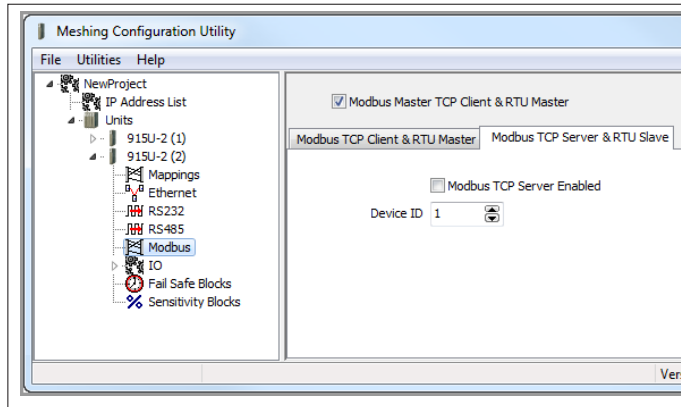 Meshing Configuration Utility
File Utilities Help
NewProject
IP Address List
Units
915U-2 (1)
915U-2 (2)
Mappings
Ethernet
RS232
RS485
Modbus
IO
Fail Safe Blocks
Sensitivity Blocks
Modbus Master TCP Client & RTU Master
Modbus TCP Client & RTU Master Modbus TCP Server & RTU Slave
Modbus TCP Server Enabled
Device ID 1
Vers